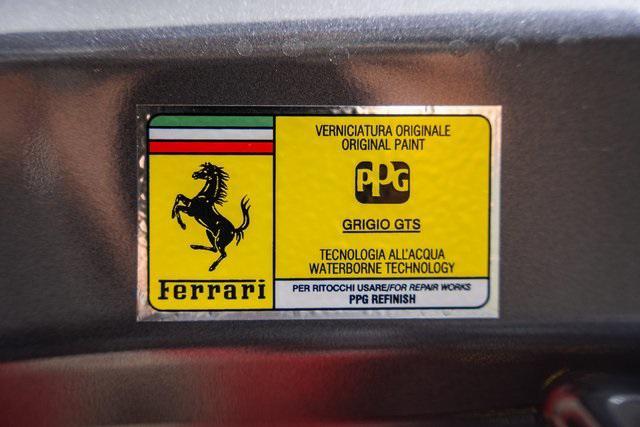 VERNICIATURA ORIGINALE
ORIGINAL PAINT
PPG
GRIGIO GTS
TECNOLOGIA ALL'ACQUA
WATERBORNE TECHNOLOGY
Ferrari
PER RITOCCHI USARE/FOR REPAIR WORKS
PPG REFINISH